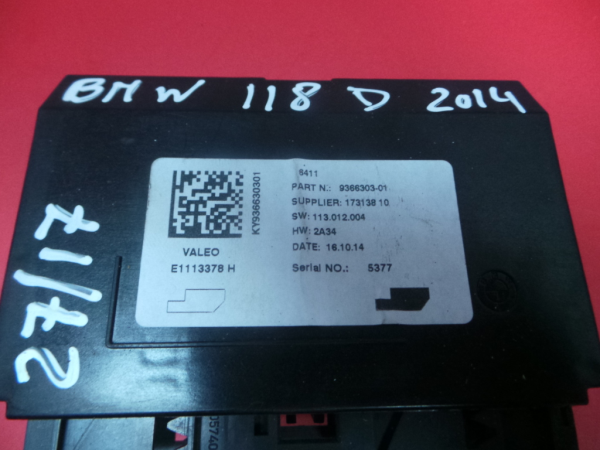 BMW 118 D 2014
27/17
KY936630301
VALEO
E1113378 H
6411
PART N.: 9366303-01
SUPPLIER: 173138 10
SW: 113.012.004
HW: 2A34
DATE: 16.10.14
Serial NO.: 5377